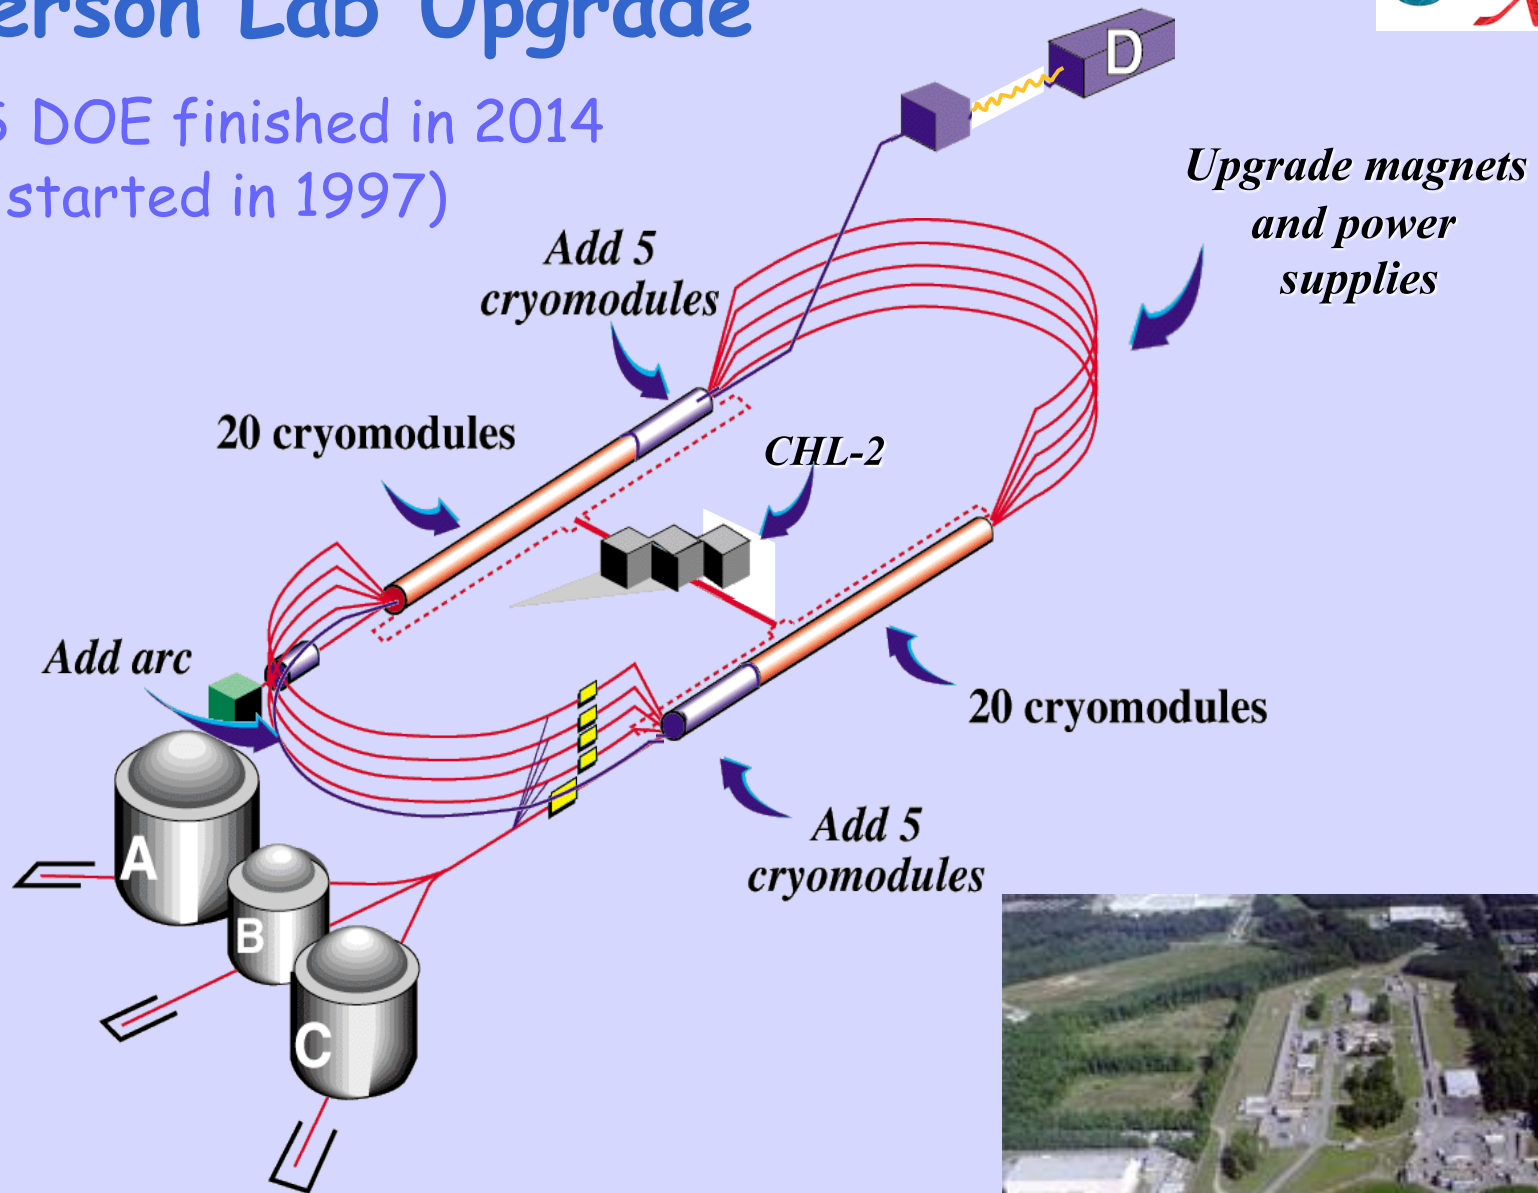 erson Lab Upgrade
DOE finished in 2014
started in 1997)
D
Upgrade magnets
and power
supplies
Add 5
cryomodules
20 cryomodules
CHL-2
Add arc
20 cryomodules
Add 5
cryomodules
A
B
C